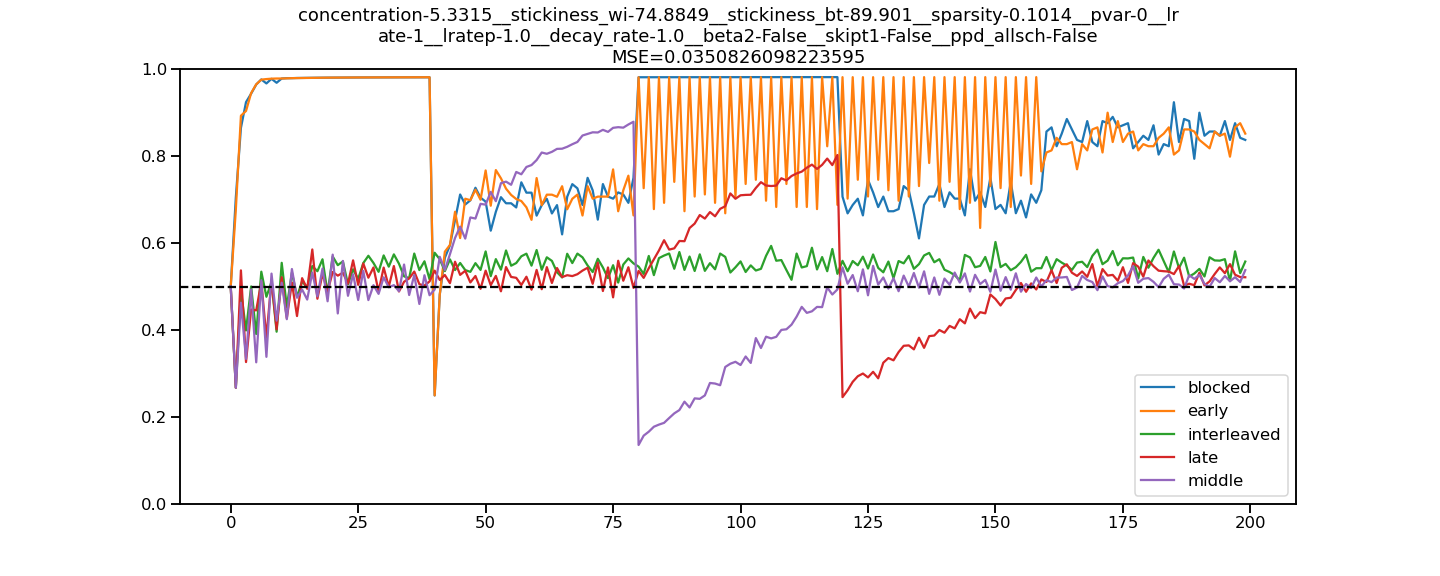 concentration-5.3315__stickiness_wi-74.8849__stickiness_bt-89.901__sparsity-0.1014__pvar-0__lr
ate-1__lratep-1.0__decay_rate-1.0__beta2-False__skipt1-False__ppd_allsch-False
MSE=0.0350826098223595
1.0
0.8
0.6
0.4
0.2
0.0
0 25 50 75 100 125 150 175 200
blocked
early
interleaved
late
middle